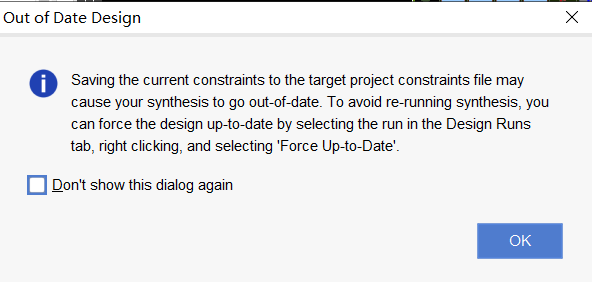 Out of Date Design
Saving the current constraints to the target project constraints file may
cause your synthesis to go out-of-date. To avoid re-running synthesis, you
can force the design up-to-date by selecting the run in the Design Runs
tab, right clicking, and selecting 'Force Up-to-Date'.
Don't show this dialog again
OK